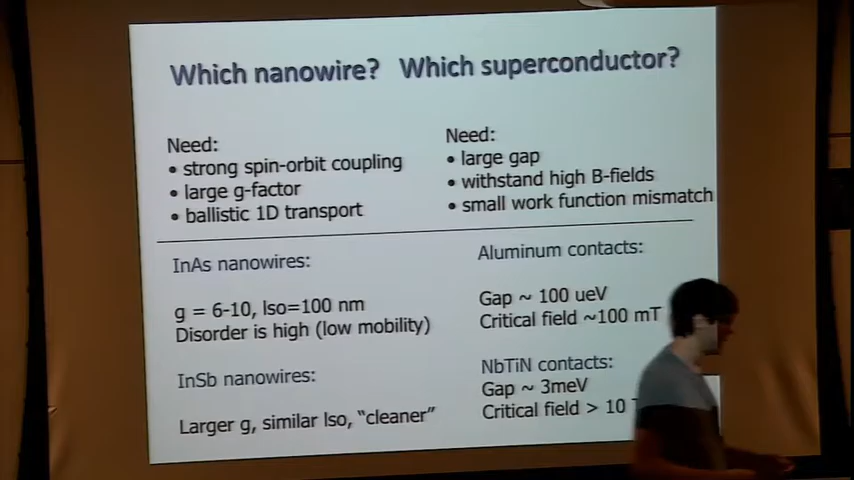 Which nanowire? Which superconductor?
Need:
• strong spin-orbit coupling
• large g-factor
• ballistic 1D transport
Need:
• large gap
• withstand high B-fields
• small work function mismatch
InAs nanowires:
g = 6-10, lso=100 nm
Disorder is high (low mobility)
InSb nanowires:
Larger g, similar lso, “cleaner”
Aluminum contacts:
Gap ~ 100 ueV
Critical field ~100 mT
NbTiN contacts:
Gap ~ 3meV
Critical field > 10